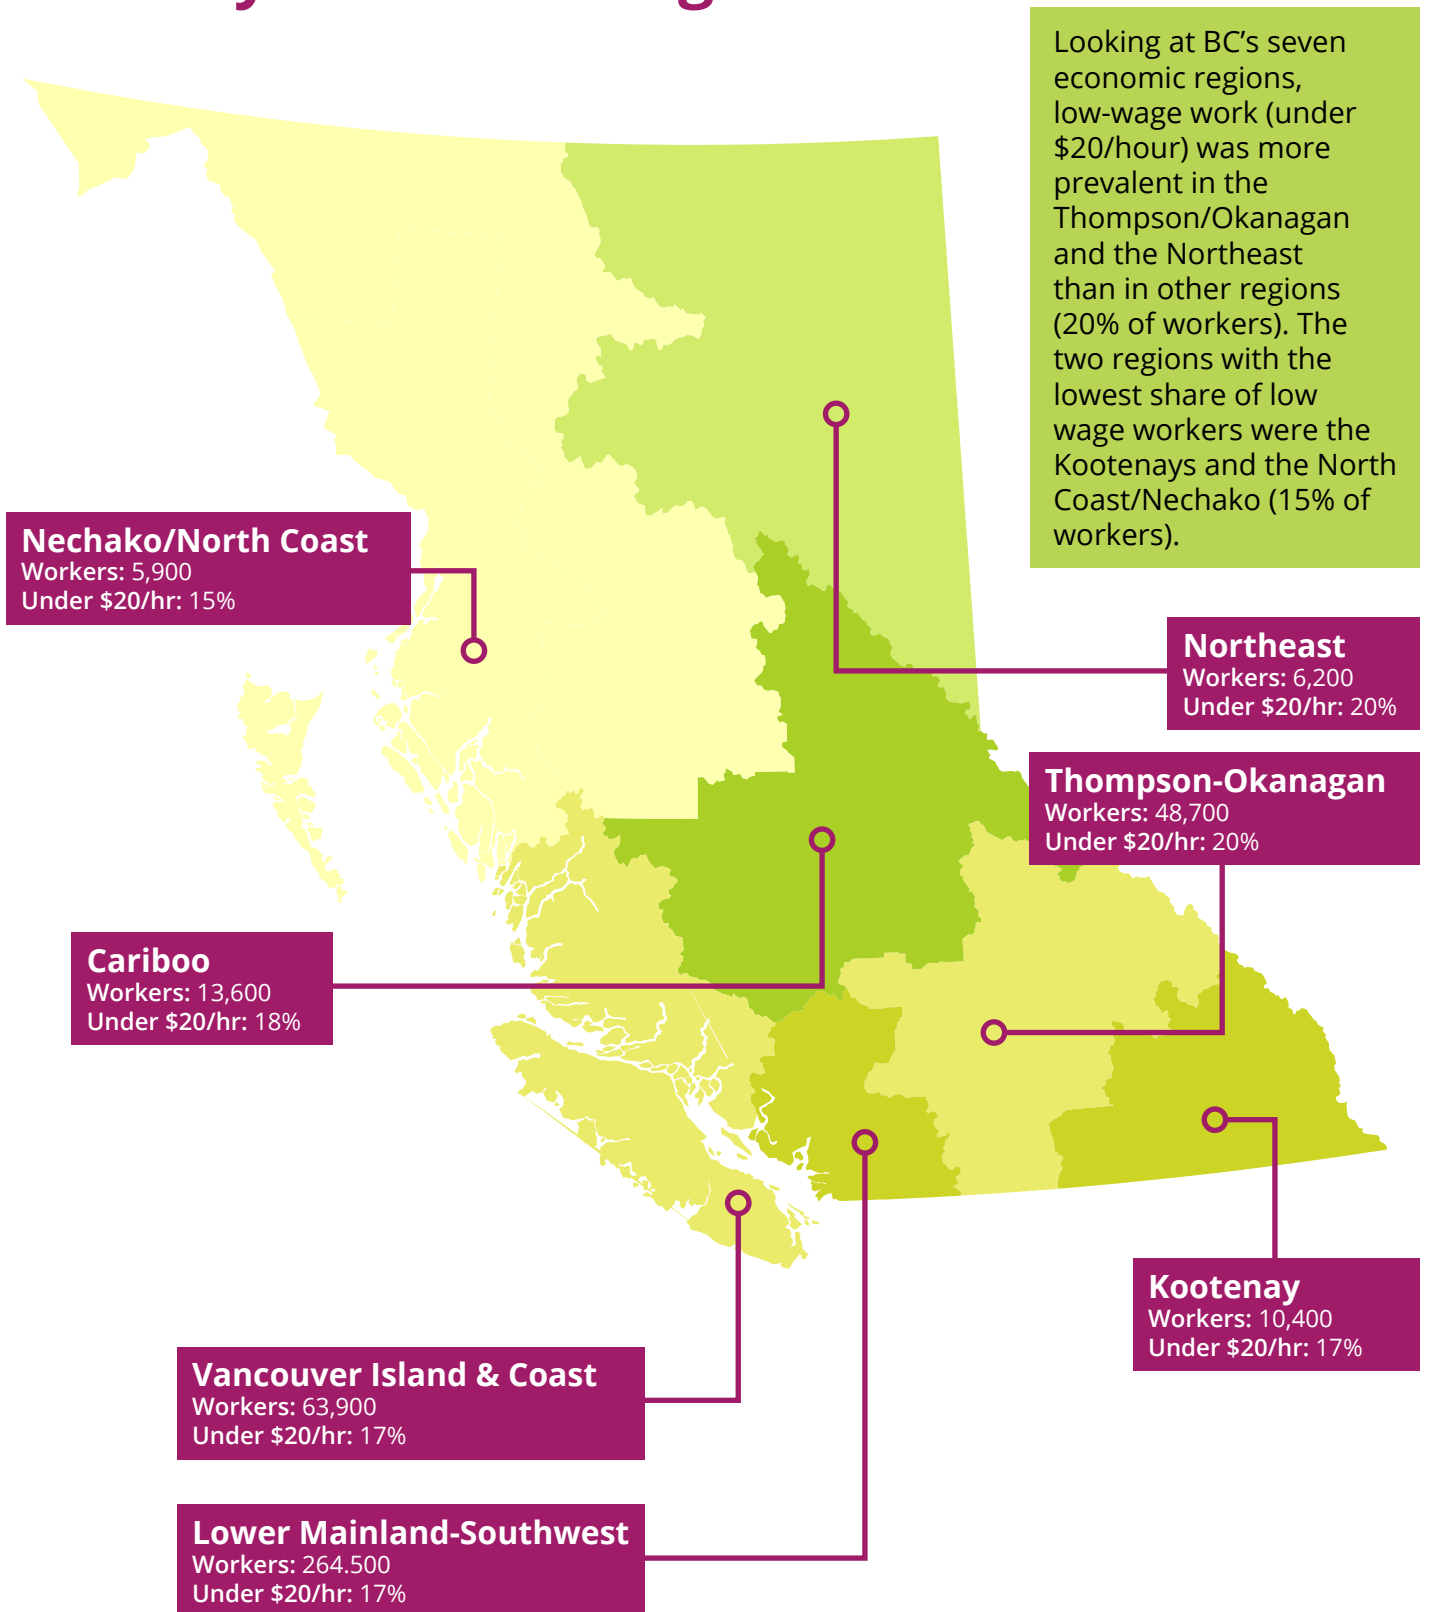 Looking at BC’s seven
economic regions,
low-wage work (under
$20/hour) was more
prevalent in the
Thompson/Okanagan
and the Northeast
than in other regions
(20% of workers). The
two regions with the
lowest share of low
wage workers were the
Kootenays and the North
Coast/Nechako (15% of
workers).
Nechako/North Coast
Workers: 5,900
Under $20/hr: 15%
Northeast
Workers: 6,200
Under $20/hr: 20%
Thompson-Okanagan
Workers: 48,700
Under $20/hr: 20%
Cariboo
Workers: 13,600
Under $20/hr: 18%
Kootenay
Workers: 10,400
Under $20/hr: 17%
Vancouver Island & Coast
Workers: 63,900
Under $20/hr: 17%
Lower Mainland-Southwest
Workers: 264.500
Under $20/hr: 17%